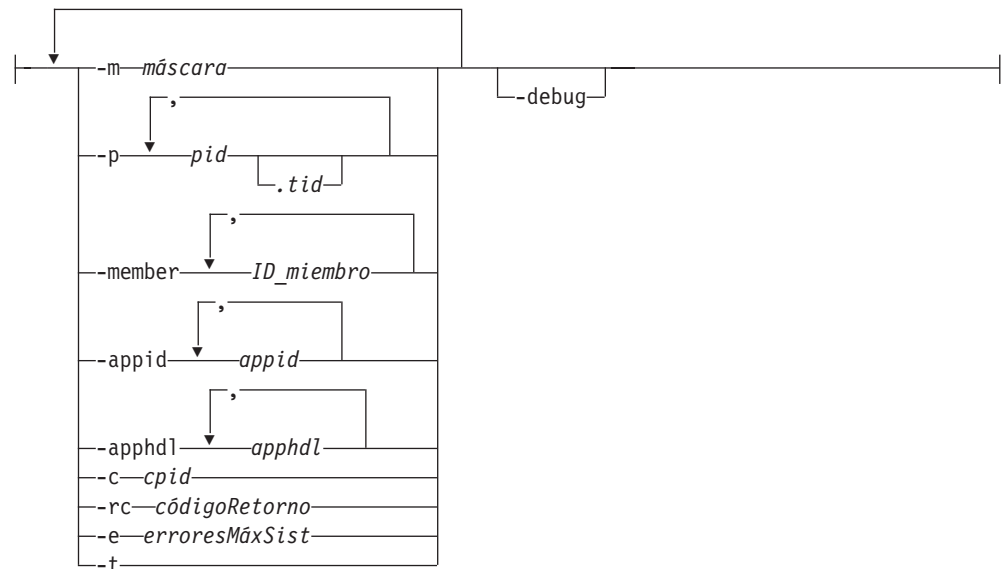 -m máscara
-debug
,
-p pid
.tid
,
-member ID_miembro
,
-appid appid
,
-apphdl apphdl
-c cpid
-rc códigoRetorno
-e erroresMáxSist
-t